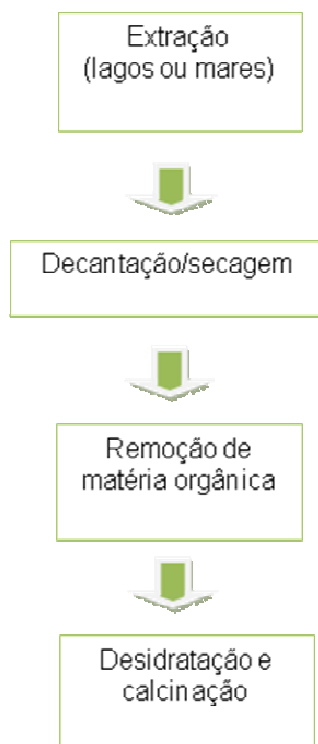 Extração
(lagos ou mares)
Decantação/secagem
Remoção de
matéria orgânica
Desidratação e
calcinação